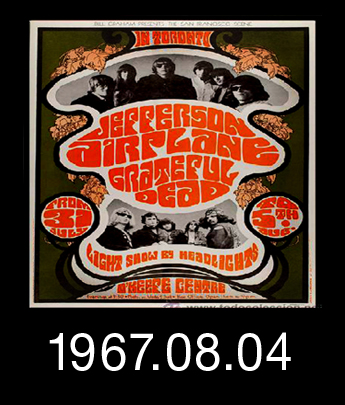 BILL GRAHAM PRESENTS THE SAN FRANCISCO SCENE
IN TORONTO
JEFFERSON
AIRPLANE
GRATEFUL
DEAD
FROM
31
JULY
TO
5TH
AUG.
LIGHT SHOW BY HEADLIGHTS
O'KEEFE CENTRE
1967.08.04